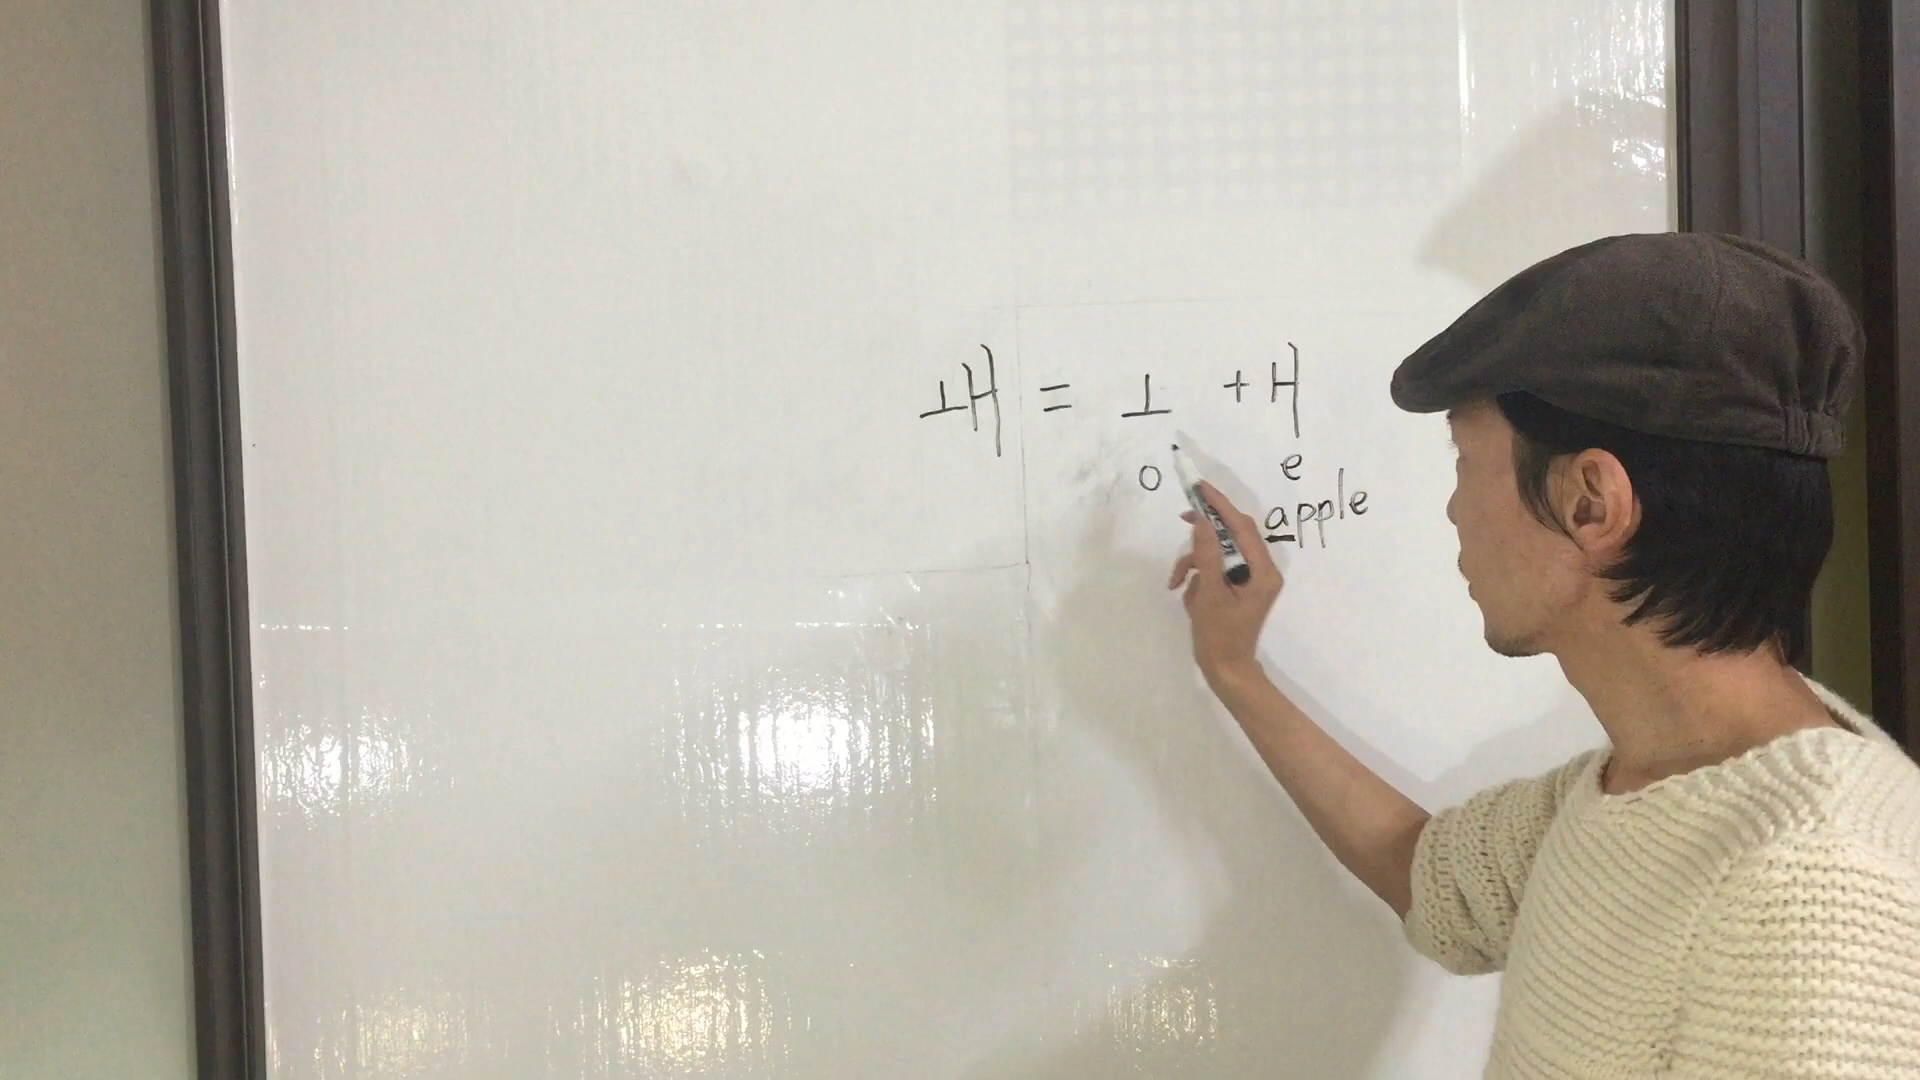 ㅙ = ㅗ + ㅐ
o e
apple